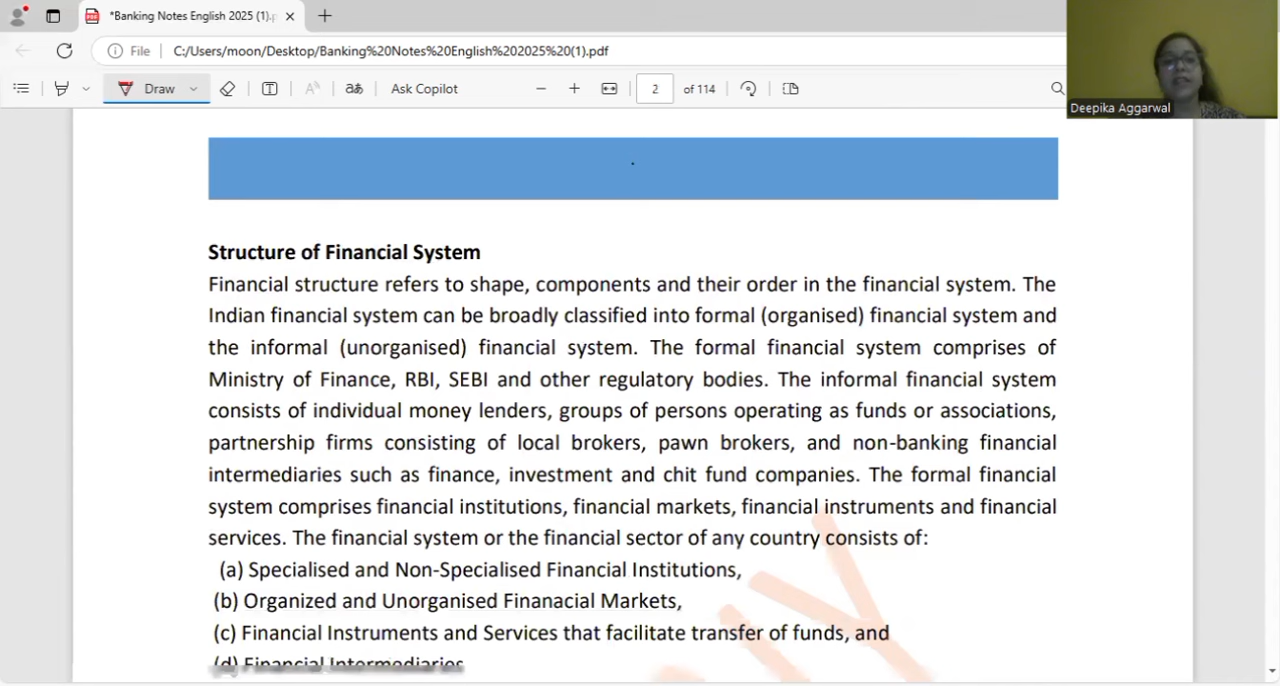 *Banking Notes English 2025 (1).p
File
C:/Users/moon/Desktop/Banking%20Notes%20English%202025%20(1).pdf
Draw
aあ
Ask Copilot
2
of 114
Deepika Aggarwal
Structure of Financial System
Financial structure refers to shape, components and their order in the financial system. The
Indian financial system can be broadly classified into formal (organised) financial system and
the informal (unorganised) financial system. The formal financial system comprises of
Ministry of Finance, RBI, SEBI and other regulatory bodies. The informal financial system
consists of individual money lenders, groups of persons operating as funds or associations,
partnership firms consisting of local brokers, pawn brokers, and non-banking financial
intermediaries such as finance, investment and chit fund companies. The formal financial
system comprises financial institutions, financial markets, financial instruments and financial
services. The financial system or the financial sector of any country consists of:
(a) Specialised and Non-Specialised Financial Institutions,
(b) Organized and Unorganised Finanacial Markets,
(c) Financial Instruments and Services that facilitate transfer of funds, and
(d) Financial Intermediaries